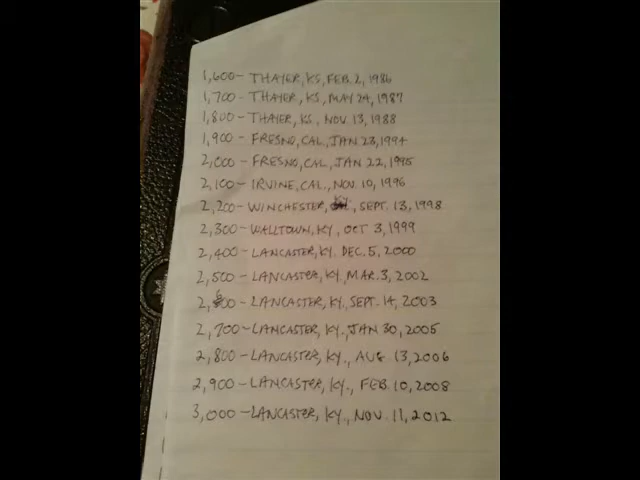 1,600- THAYER, KS, FEB. 2, 1986
1,700- THAYER, KS, MAY 24, 1987
1,800- THAYER, KS, NOV. 13, 1988
1,900- FRESNO, CAL., JAN 23, 1994
2,000- FRESNO, CAL, JAN 22, 1995
2,100- IRVINE, CAL., NOV. 10, 1996
2,200- WINCHESTER, KY, SEPT. 13, 1998
2,300- WALLTOWN, KY, OCT 3, 1999
2,400- LANCASTER, KY. DEC. 5, 2000
2,500- LANCASTER, KY, MAR. 3, 2002
2,600- LANCASTER, KY., SEPT. 14, 2003
2,700- LANCASTER, KY., JAN 30, 2005
2,800- LANCASTER, KY., AUG 13, 2006
2,900- LANCASTER, KY., FEB. 10, 2008
3,000- LANCASTER, KY., NOV. 11, 2012